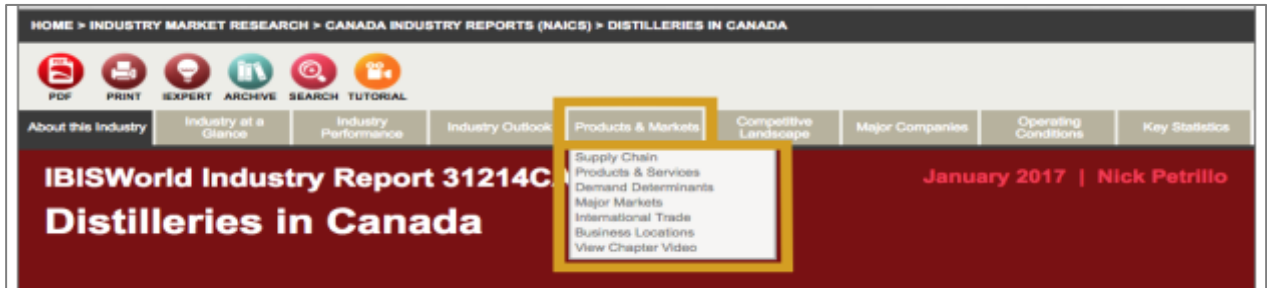 HOME > INDUSTRY MARKET RESEARCH > CANADA INDUSTRY REPORTS (NAICS) > DISTILLERIES IN CANADA
PDF PRINT IEXPERT ARCHIVE SEARCH TUTORIAL
About this Industry
Industry at a
Glance
Industry
Performance
Industry Outlook
Products & Markets
Competitive
Landscape
Major Companies
Operating
Conditions
Key Statistics
Supply Chain
Products & Services
Demand Determinants
Major Markets
International Trade
Business Locations
View Chapter Video
IBISWorld Industry Report 31214CA
Distilleries in Canada
January 2017 | Nick Petrillo